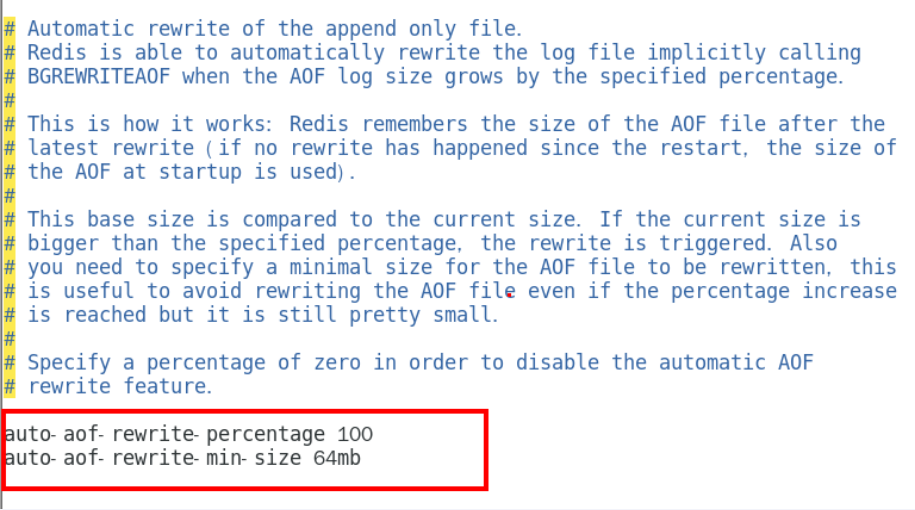 # Automatic rewrite of the append only file.
# Redis is able to automatically rewrite the log file implicitly calling
# BGREWRITEAOF when the AOF log size grows by the specified percentage.
#
# This is how it works: Redis remembers the size of the AOF file after the
# latest rewrite (if no rewrite has happened since the restart, the size of
# the AOF at startup is used).
#
# This base size is compared to the current size. If the current size is
# bigger than the specified percentage, the rewrite is triggered. Also
# you need to specify a minimal size for the AOF file to be rewritten, this
# is useful to avoid rewriting the AOF file even if the percentage increase
# is reached but it is still pretty small.
#
# Specify a percentage of zero in order to disable the automatic AOF
# rewrite feature.
auto-aof-rewrite-percentage 100
auto-aof-rewrite-min-size 64mb